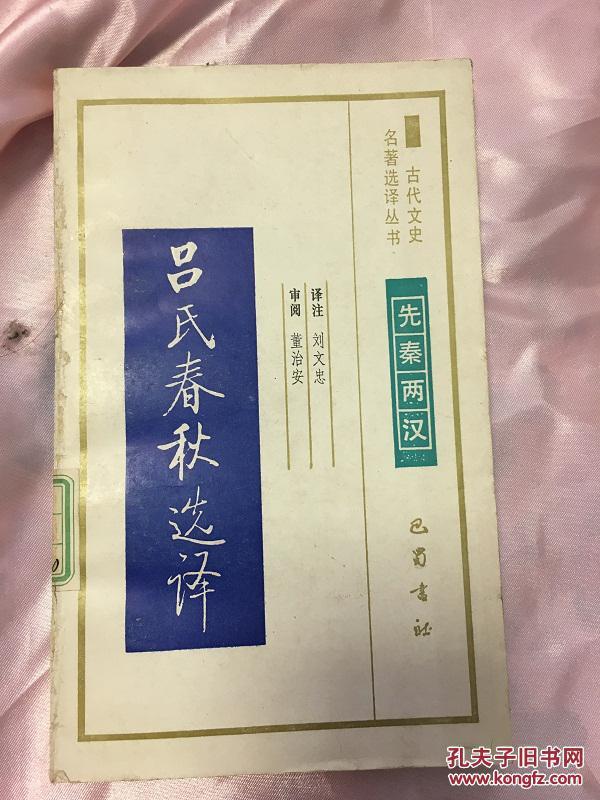 古代文史
名著选译丛书
先秦两汉
巴蜀书社
译注 刘文忠
审阅 董治安
吕氏春秋选译
孔夫子旧书网
www.kongfz.com